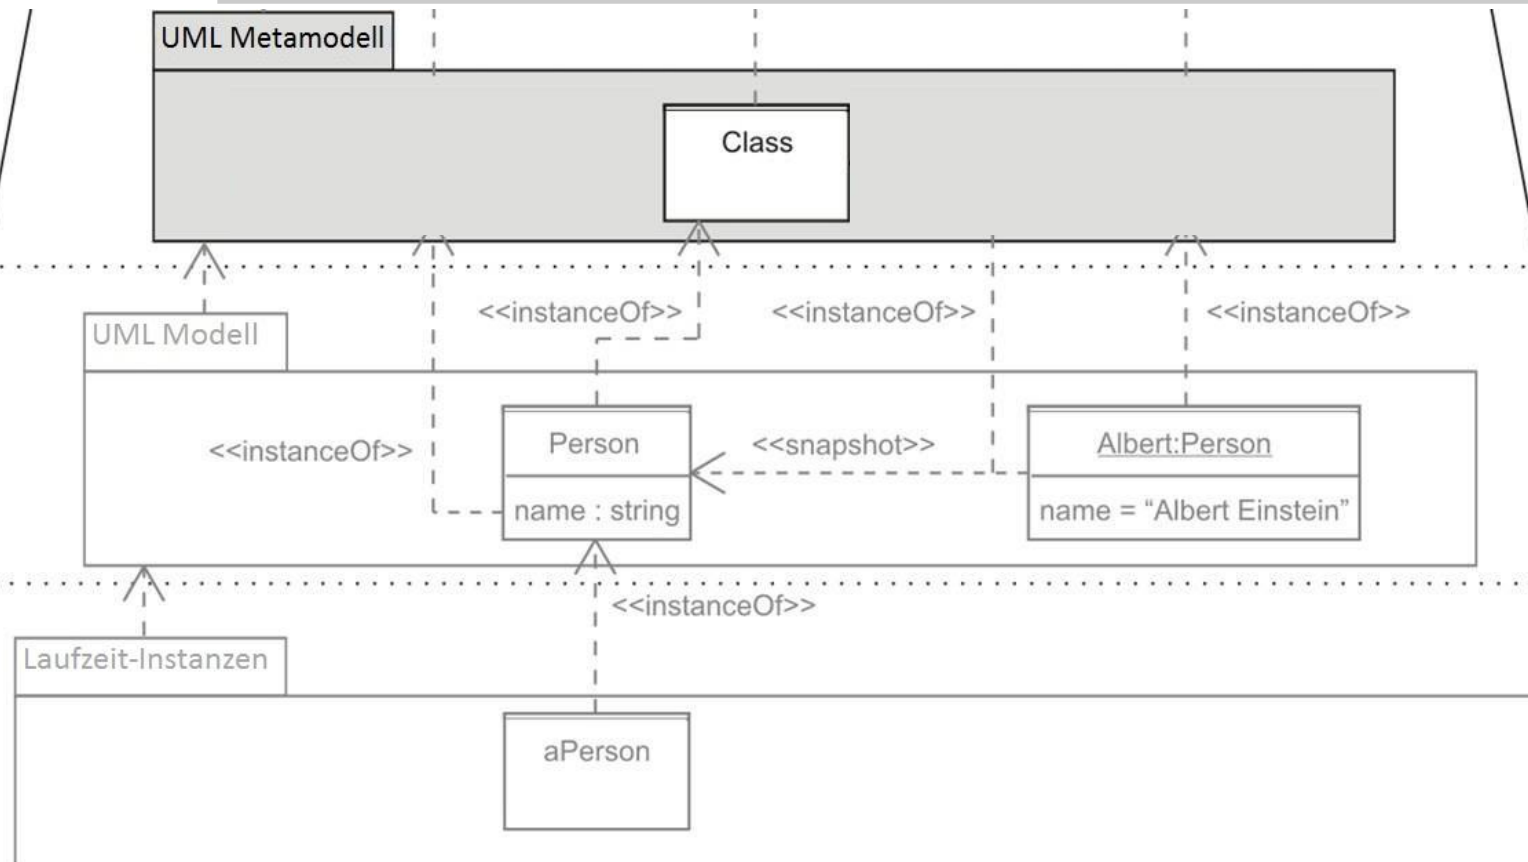 UML Metamodell
Class
<<instanceOf>>
<<instanceOf>>
<<instanceOf>>
UML Modell
<<instanceOf>>
Person
<<snapshot>>
Albert:Person
name : string
name = “Albert Einstein”
<<instanceOf>>
Laufzeit-Instanzen
aPerson